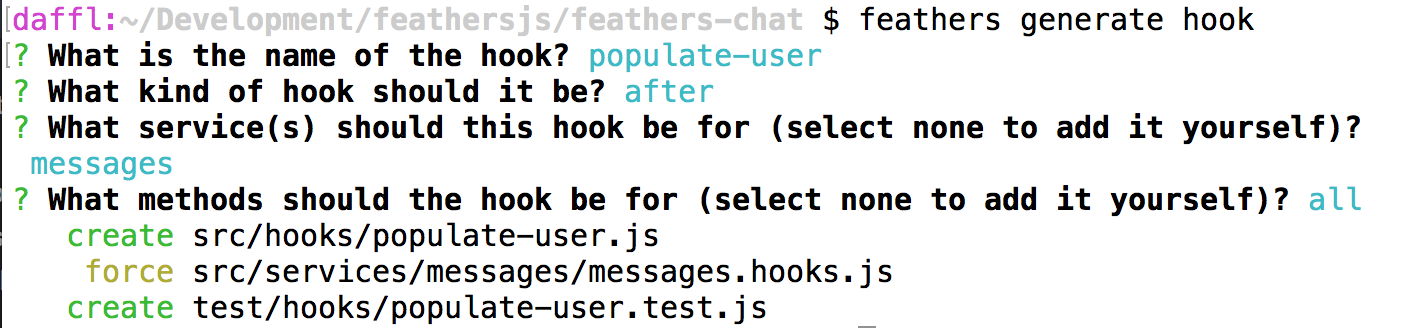 [daffl:~/Development/feathersjs/feathers-chat $ feathers generate hook
[? What is the name of the hook? populate-user
? What kind of hook should it be? after
? What service(s) should this hook be for (select none to add it yourself)?
messages
? What methods should the hook be for (select none to add it yourself)? all
create src/hooks/populate-user.js
force src/services/messages/messages.hooks.js
create test/hooks/populate-user.test.js